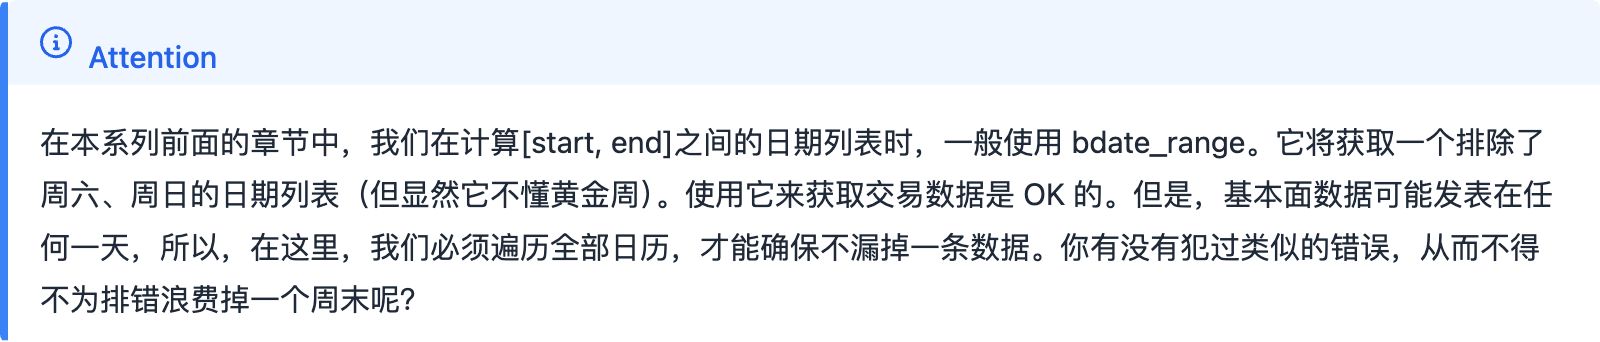 Attention
在本系列前面的章节中，我们在计算[start, end]之间的日期列表时，一般使用 bdate_range。它将获取一个排除了
周六、周日的日期列表（但显然它不懂黄金周）。使用它来获取交易数据是 OK 的。但是，基本面数据可能发表在任
何一天，所以，在这里，我们必须遍历全部日历，才能确保不漏掉一条数据。你有没有犯过类似的错误，从而不得
不为排错浪费掉一个周末呢？